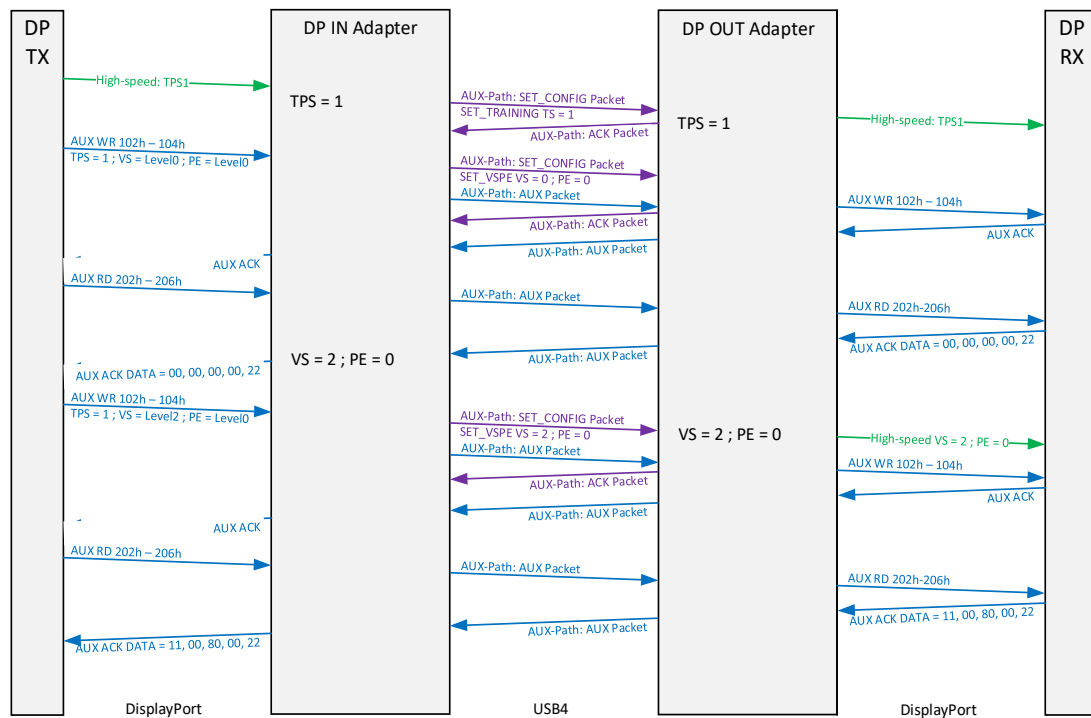 DP
TX
DP IN Adapter
DP OUT Adapter
DP
RX
High-speed: TPS1
TPS = 1
AUX-Path: SET_CONFIG Packet
SET_TRAINING TS = 1
AUX-Path: ACK Packet
TPS = 1
High-speed: TPS1
AUX WR 102h – 104h
TPS = 1 ; VS = Level0 ; PE = Level0
AUX-Path: SET_CONFIG Packet
SET_VSPE VS = 0 ; PE = 0
AUX-Path: AUX Packet
AUX WR 102h – 104h
AUX-Path: ACK Packet
AUX ACK
AUX-Path: AUX Packet
AUX ACK
AUX RD 202h – 206h
AUX-Path: AUX Packet
AUX RD 202h-206h
AUX ACK DATA = 00, 00, 00, 00, 22
AUX-Path: AUX Packet
VS = 2 ; PE = 0
AUX ACK DATA = 00, 00, 00, 00, 22
AUX WR 102h – 104h
TPS = 1 ; VS = Level2 ; PE = Level0
AUX-Path: SET_CONFIG Packet
SET_VSPE VS = 2 ; PE = 0
VS = 2 ; PE = 0
High-speed VS = 2 ; PE = 0
AUX-Path: AUX Packet
AUX WR 102h – 104h
AUX-Path: ACK Packet
AUX ACK
AUX-Path: AUX Packet
AUX ACK
AUX RD 202h – 206h
AUX-Path: AUX Packet
AUX RD 202h-206h
AUX ACK DATA = 11, 00, 80, 00, 22
AUX-Path: AUX Packet
AUX ACK DATA = 11, 00, 80, 00, 22
DisplayPort
USB4
DisplayPort